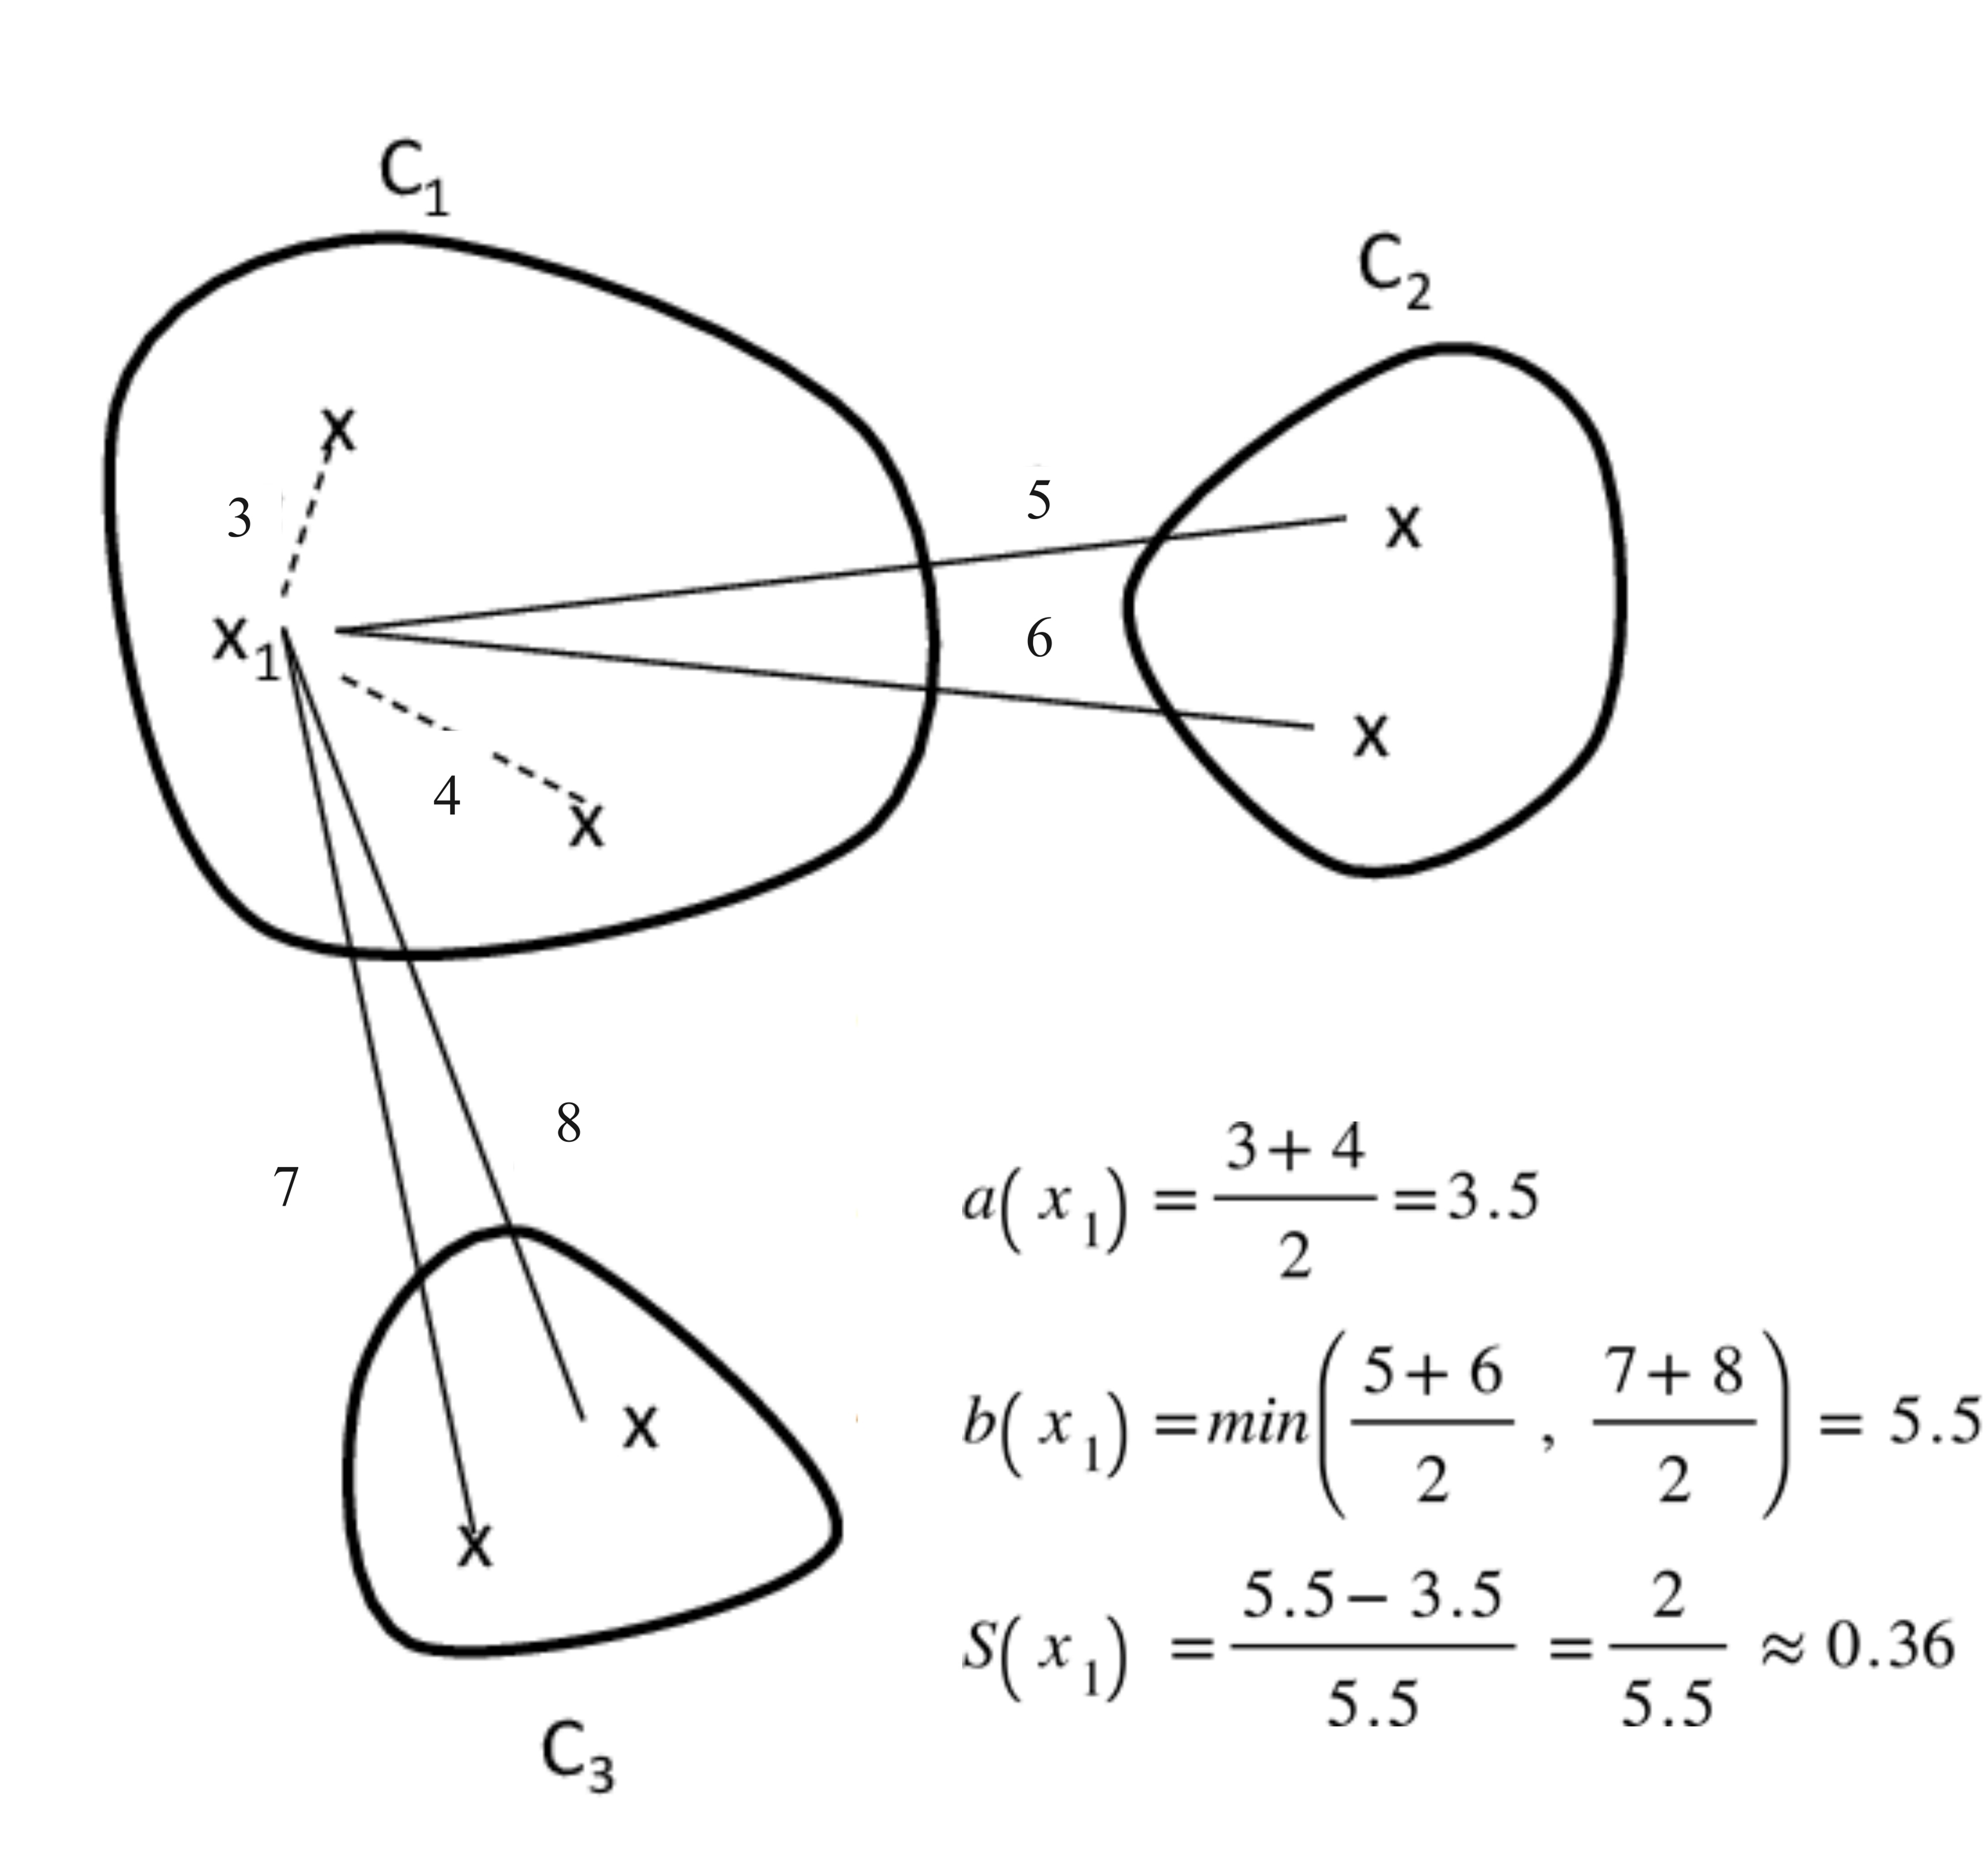 C₁
C₂
x
3
5
x
x₁
6
x
4
x
8
7
a( x₁) = (3 + 4)/2 = 3.5
b( x₁) = min( (5 + 6)/2 , (7 + 8)/2 ) = 5.5
x
x
S( x₁) = (5.5 − 3.5)/5.5 = 2/5.5 ≈ 0.36
C₃